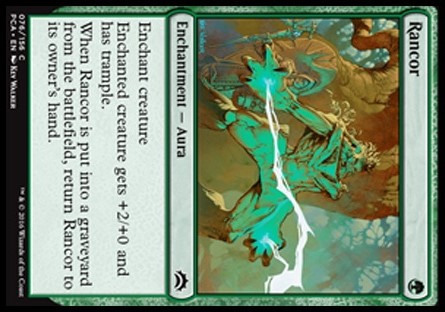 Rancor
Enchantment — Aura
Enchant creature
Enchanted creature gets +2/+0 and
has trample.
When Rancor is put into a graveyard
from the battlefield, return Rancor to
its owner's hand.
076/156 C
PCA • EN Kev Walker
™ & © 2016 Wizards of the Coast